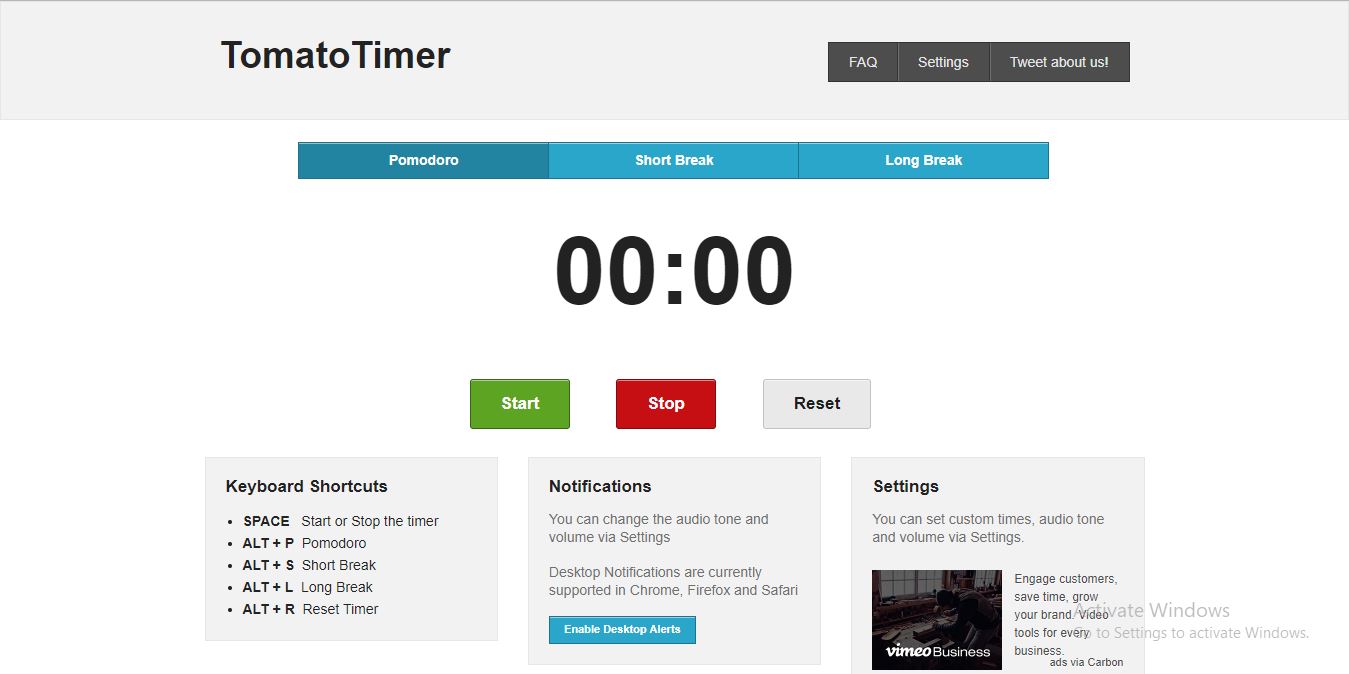 TomatoTimer
FAQ
Settings
Tweet about us!
Pomodoro
Short Break
Long Break
00:00
Start
Stop
Reset
Keyboard Shortcuts
• SPACE Start or Stop the timer
• ALT + P Pomodoro
• ALT + S Short Break
• ALT + L Long Break
• ALT + R Reset Timer
Notifications
You can change the audio tone and
volume via Settings
Desktop Notifications are currently
supported in Chrome, Firefox and Safari
Enable Desktop Alerts
Settings
You can set custom times, audio tone
and volume via Settings.
vimeo Business
Engage customers,
save time, grow
your brand. Video
tools for every
business.
ads via Carbon
Activate Windows
Go to Settings to activate Windows.